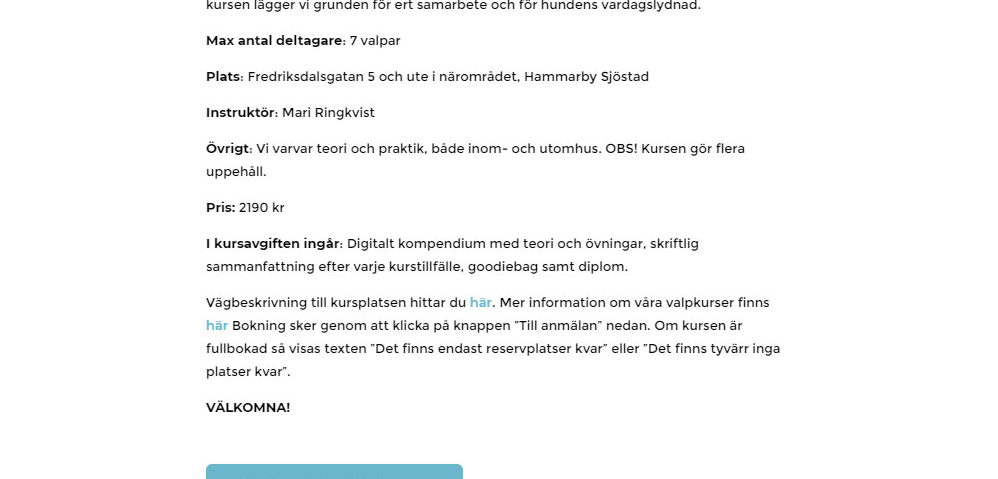 kursen lägger vi grunden för ert samarbete och för hundens vardagslydnad.
Max antal deltagare: 7 valpar
Plats: Fredriksdalsgatan 5 och ute i närområdet, Hammarby Sjöstad
Instruktör: Mari Ringkvist
Övrigt: Vi varvar teori och praktik, både inom- och utomhus. OBS! Kursen gör flera
uppehåll.
Pris: 2190 kr
I kursavgiften ingår: Digitalt kompendium med teori och övningar, skriftlig
sammanfattning efter varje kurstillfälle, goodiebag samt diplom.
Vägbeskrivning till kursplatsen hittar du här. Mer information om våra valpkurser finns
här Bokning sker genom att klicka på knappen ”Till anmälan” nedan. Om kursen är
fullbokad så visas texten ”Det finns endast reservplatser kvar” eller ”Det finns tyvärr inga
platser kvar”.
VÄLKOMNA!